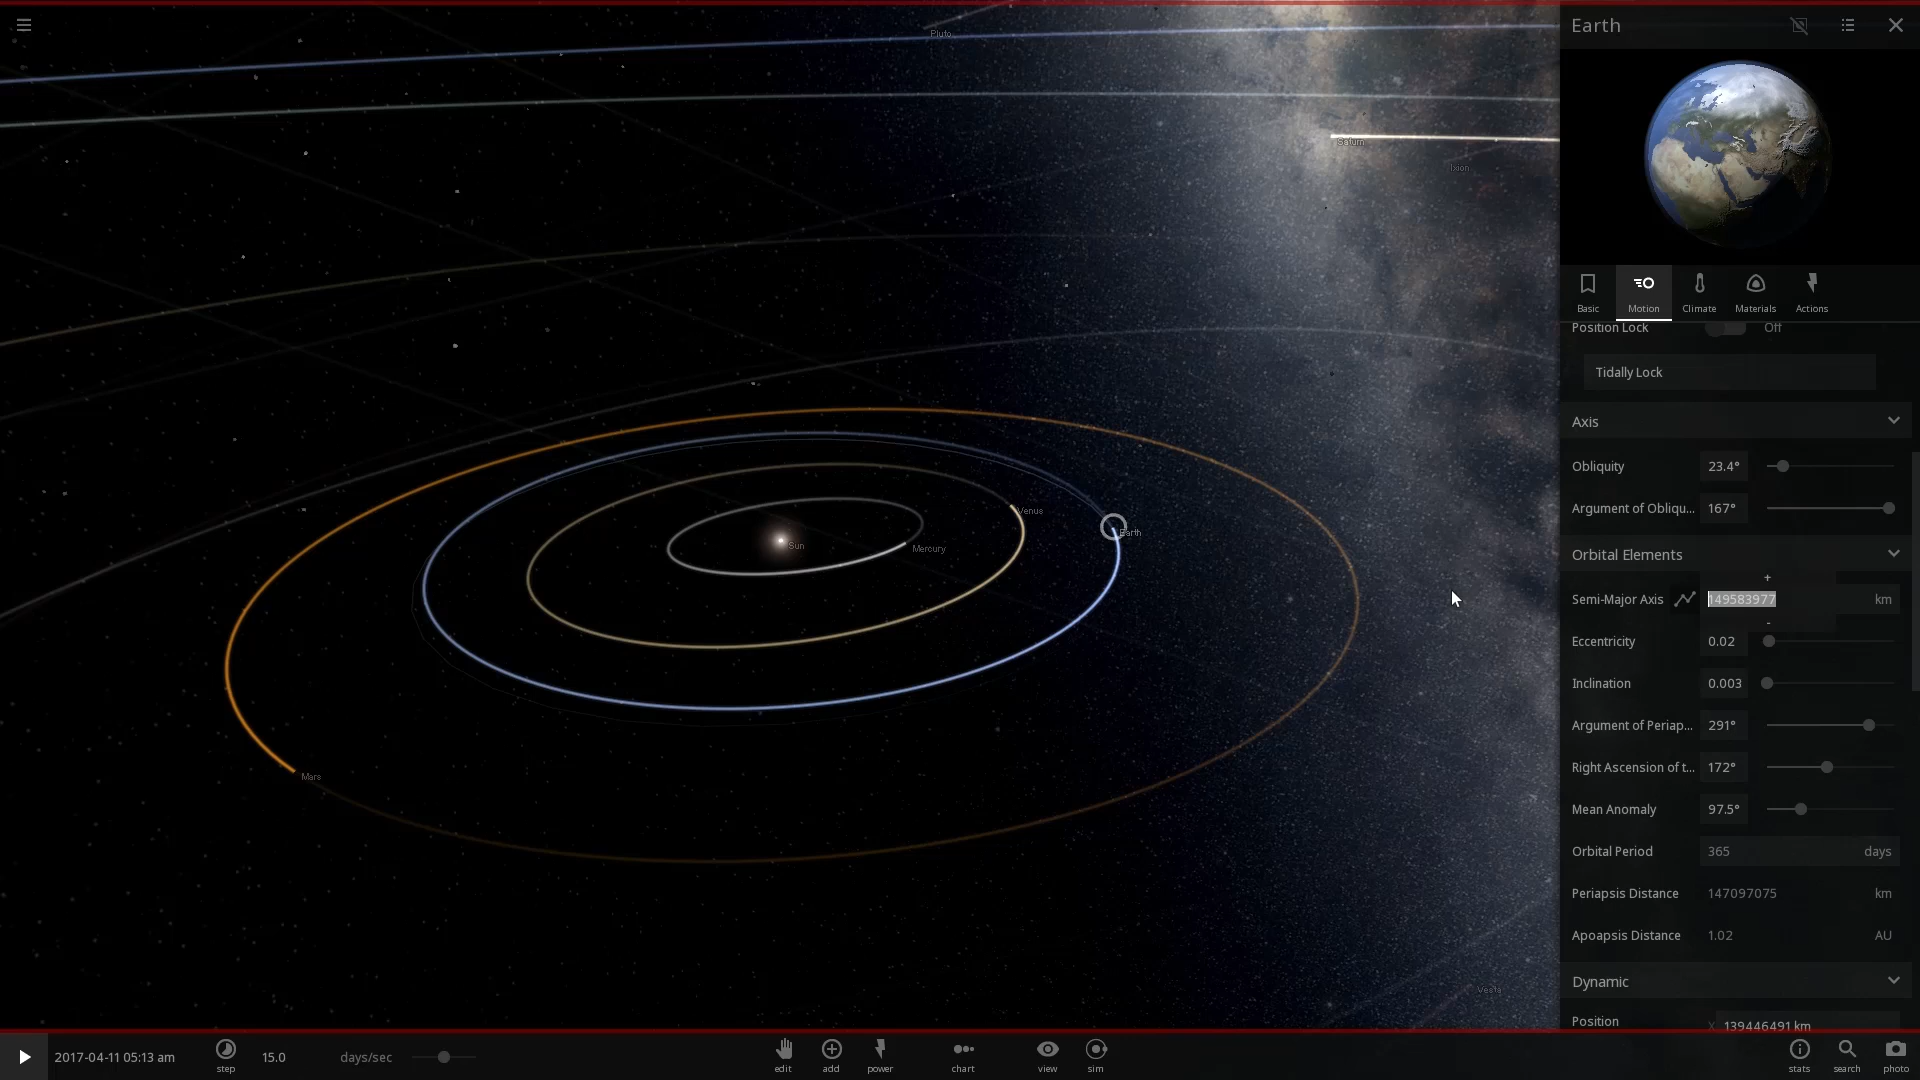 Pluto
Saturn
Ixion
Venus
Earth
Sun
Mercury
Mars
Vesta
Earth
Basic
Motion
Climate
Materials
Actions
Position Lock Off
Tidally Lock
Axis
Obliquity 23.4°
Argument of Obliqu... 167°
Orbital Elements
+
Semi-Major Axis 149583977 km
-
Eccentricity 0.02
Inclination 0.003
Argument of Periap... 291°
Right Ascension of t... 172°
Mean Anomaly 97.5°
Orbital Period 365 days
Periapsis Distance 147097075 km
Apoapsis Distance 1.02 AU
Dynamic
Position X 139446491 km
2017-04-11 05:13 am
step
15.0 days/sec
edit
add
power
chart
view
sim
stats
search
photo